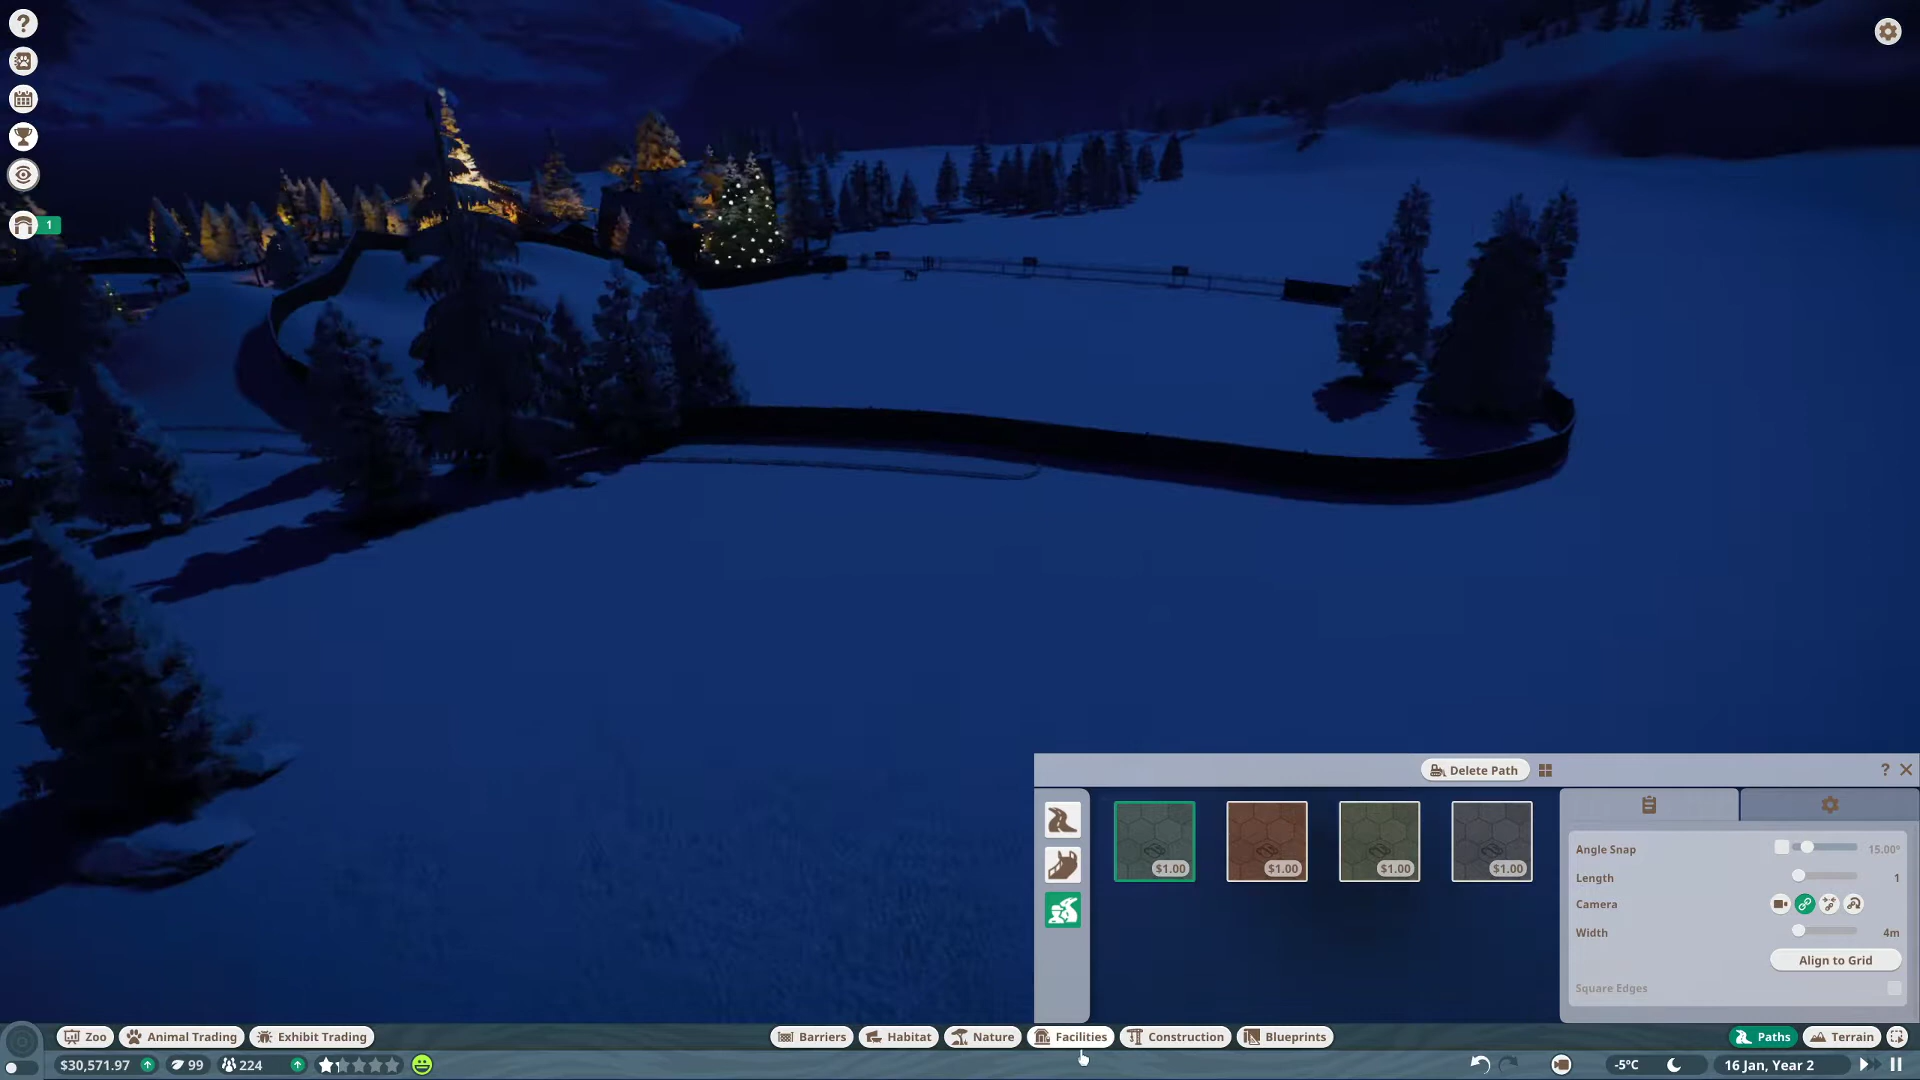 ?
1
Delete Path
?
$1.00
$1.00
$1.00
$1.00
Angle Snap
15.00°
Length
1
Camera
Width
4m
Align to Grid
Square Edges
Zoo
Animal Trading
Exhibit Trading
Barriers
Habitat
Nature
Facilities
Construction
Blueprints
Paths
Terrain
$30,571.97
99
224
-5°C
16 Jan, Year 2